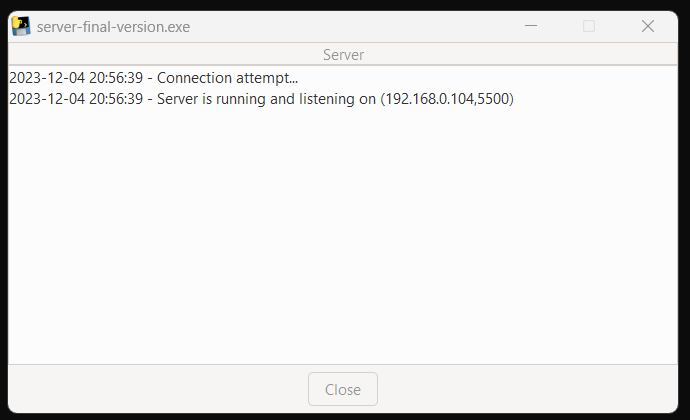 server-final-version.exe
Server
2023-12-04 20:56:39 - Connection attempt...
2023-12-04 20:56:39 - Server is running and listening on (192.168.0.104,5500)
Close